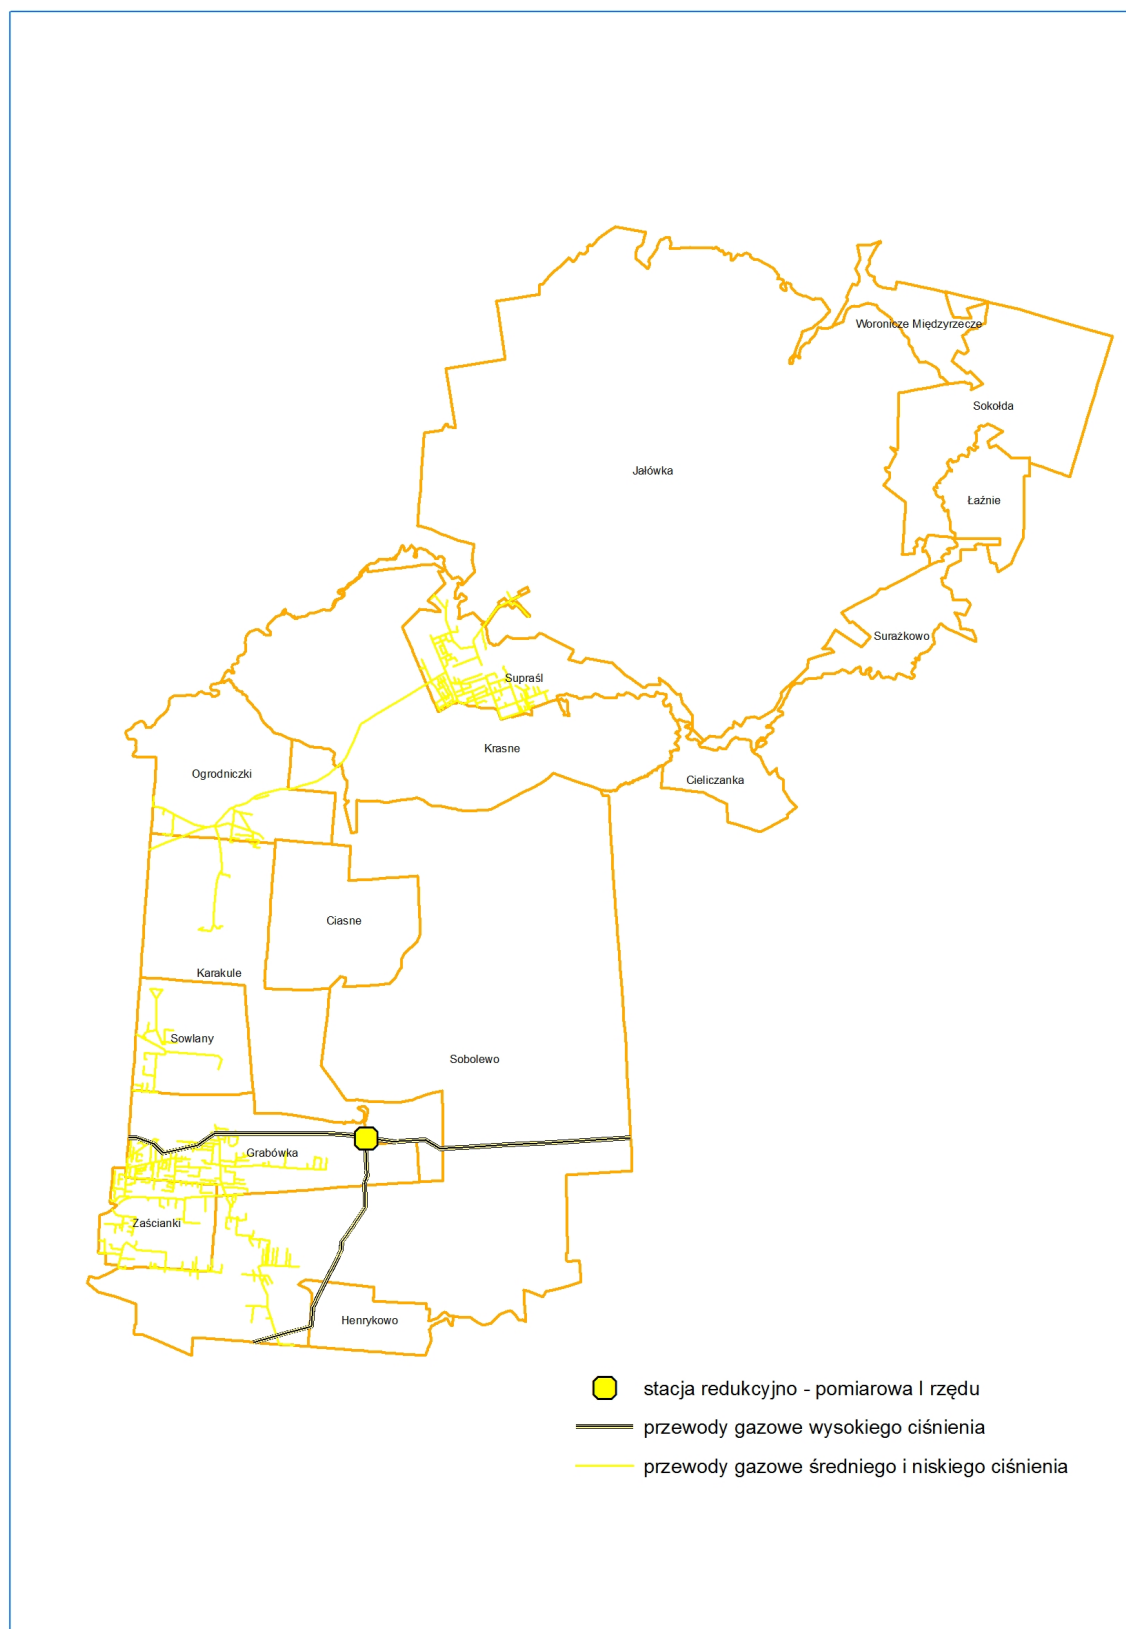 Woronicze Międzyrzecze
Sokołda
Jałówka
Łaźnie
Surażkowo
Supraśl
Krasne
Ogrodniczki
Cieliczanka
Ciasne
Karakule
Sowlany
Sobolewo
Grabówka
Zaścianki
Henrykowo
stacja redukcyjno - pomiarowa I rzędu
przewody gazowe wysokiego ciśnienia
przewody gazowe średniego i niskiego ciśnienia